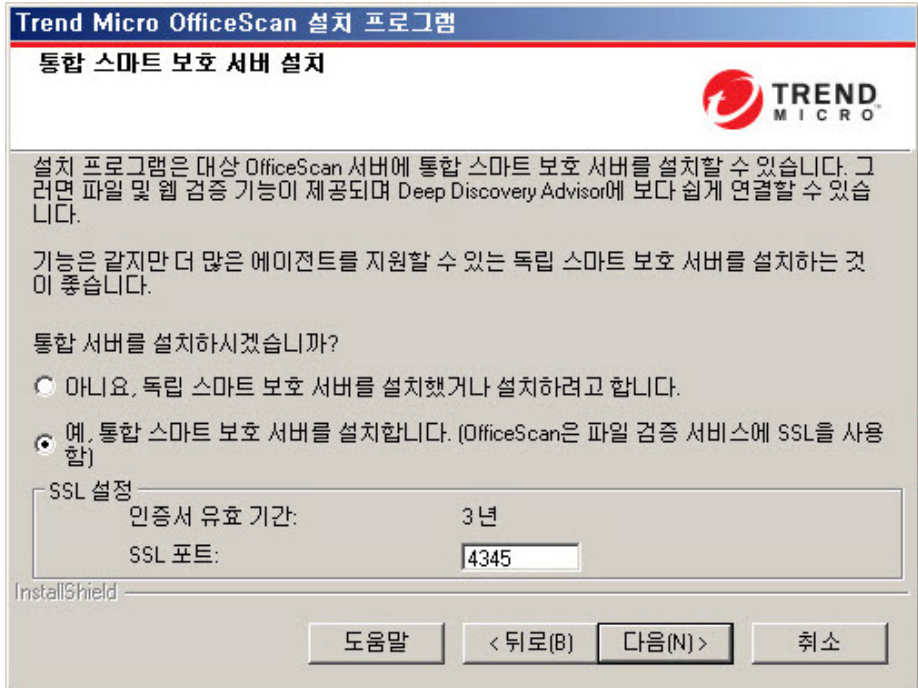 Trend Micro OfficeScan 설치 프로그램
통합 스마트 보호 서버 설치
TREND
MICRO
설치 프로그램은 대상 OfficeScan 서버에 통합 스마트 보호 서버를 설치할 수 있습니다. 그
러면 파일 및 웹 검증 기능이 제공되며 Deep Discovery Advisor에 보다 쉽게 연결할 수 있습
니다.
기능은 같지만 더 많은 에이전트를 지원할 수 있는 독립 스마트 보호 서버를 설치하는 것
이 좋습니다.
통합 서버를 설치하시겠습니까?
아니요, 독립 스마트 보호 서버를 설치했거나 설치하려고 합니다.
예, 통합 스마트 보호 서버를 설치합니다. (OfficeScan은 파일 검증 서비스에 SSL을 사용
함)
SSL 설정
인증서 유효 기간: 3 년
SSL 포트: 4345
InstallShield
도움말 < 뒤로(B) 다음(N) > 취소